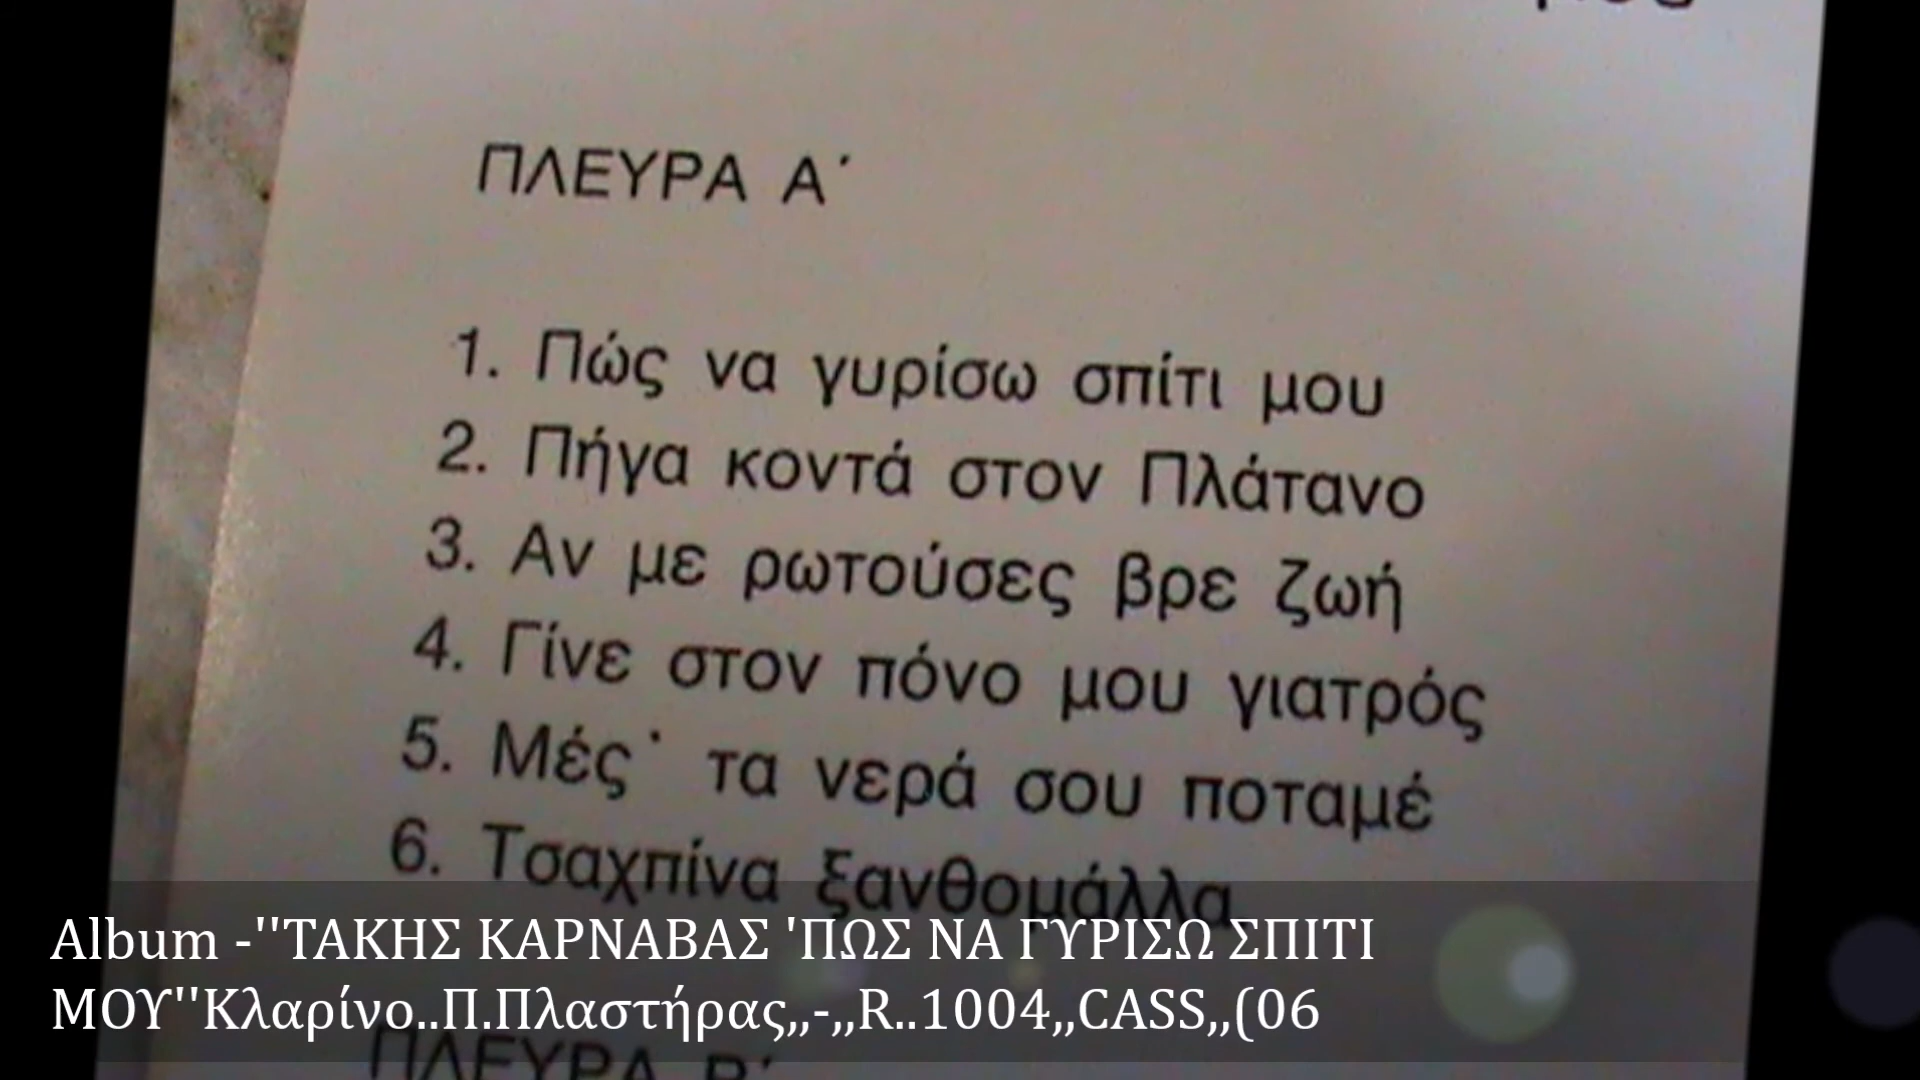 ΠΛΕΥΡΑ Α΄
1. Πώς να γυρίσω σπίτι μου
2. Πήγα κοντά στον Πλάτανο
3. Αν με ρωτούσες βρε ζωή
4. Γίνε στον πόνο μου γιατρός
5. Μές΄ τα νερά σου ποταμέ
6. Τσαχπίνα ξανθομάλλα
Album -''ΤΑΚΗΣ ΚΑΡΝΑΒΑΣ 'ΠΩΣ ΝΑ ΓΥΡΙΣΩ ΣΠΙΤΙ
ΜΟΥ''Κλαρίνο..Π.Πλαστήρας,,-,,R..1004,,CASS,,(06
ΠΛΕΥΡΑ Β΄